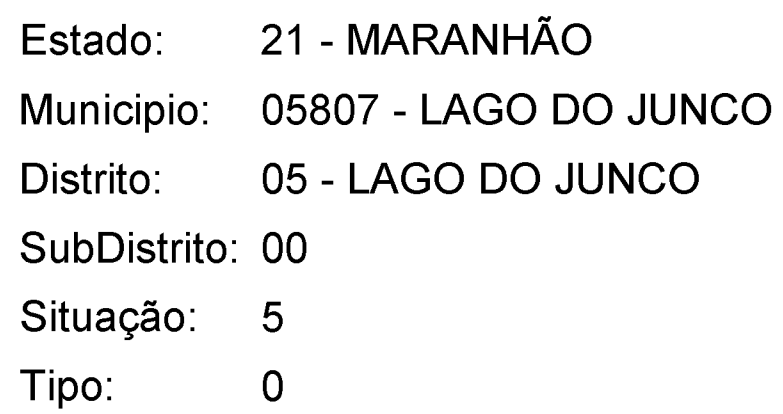 Estado: 21 - MARANHÃO
Municipio: 05807 - LAGO DO JUNCO
Distrito: 05 - LAGO DO JUNCO
SubDistrito: 00
Situação: 5
Tipo: 0